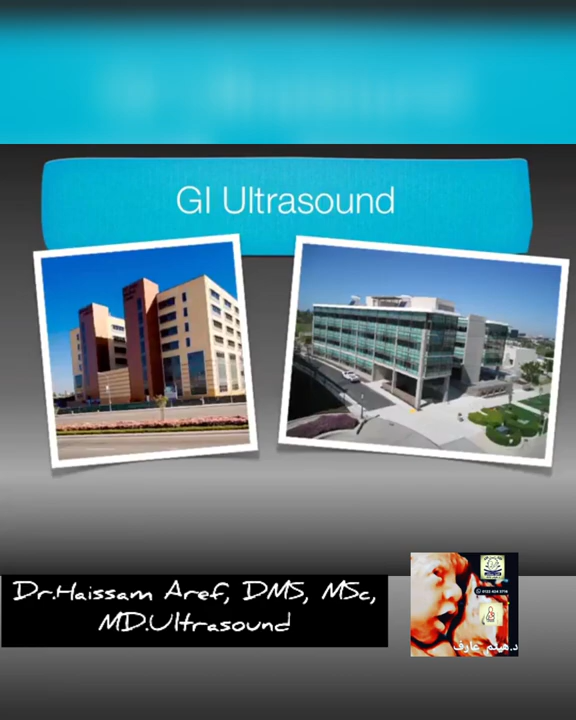 GI Ultrasound
Dr.Haissam Aref, DMS, MSc,
MD.Ultrasound
د.هيثم عارف